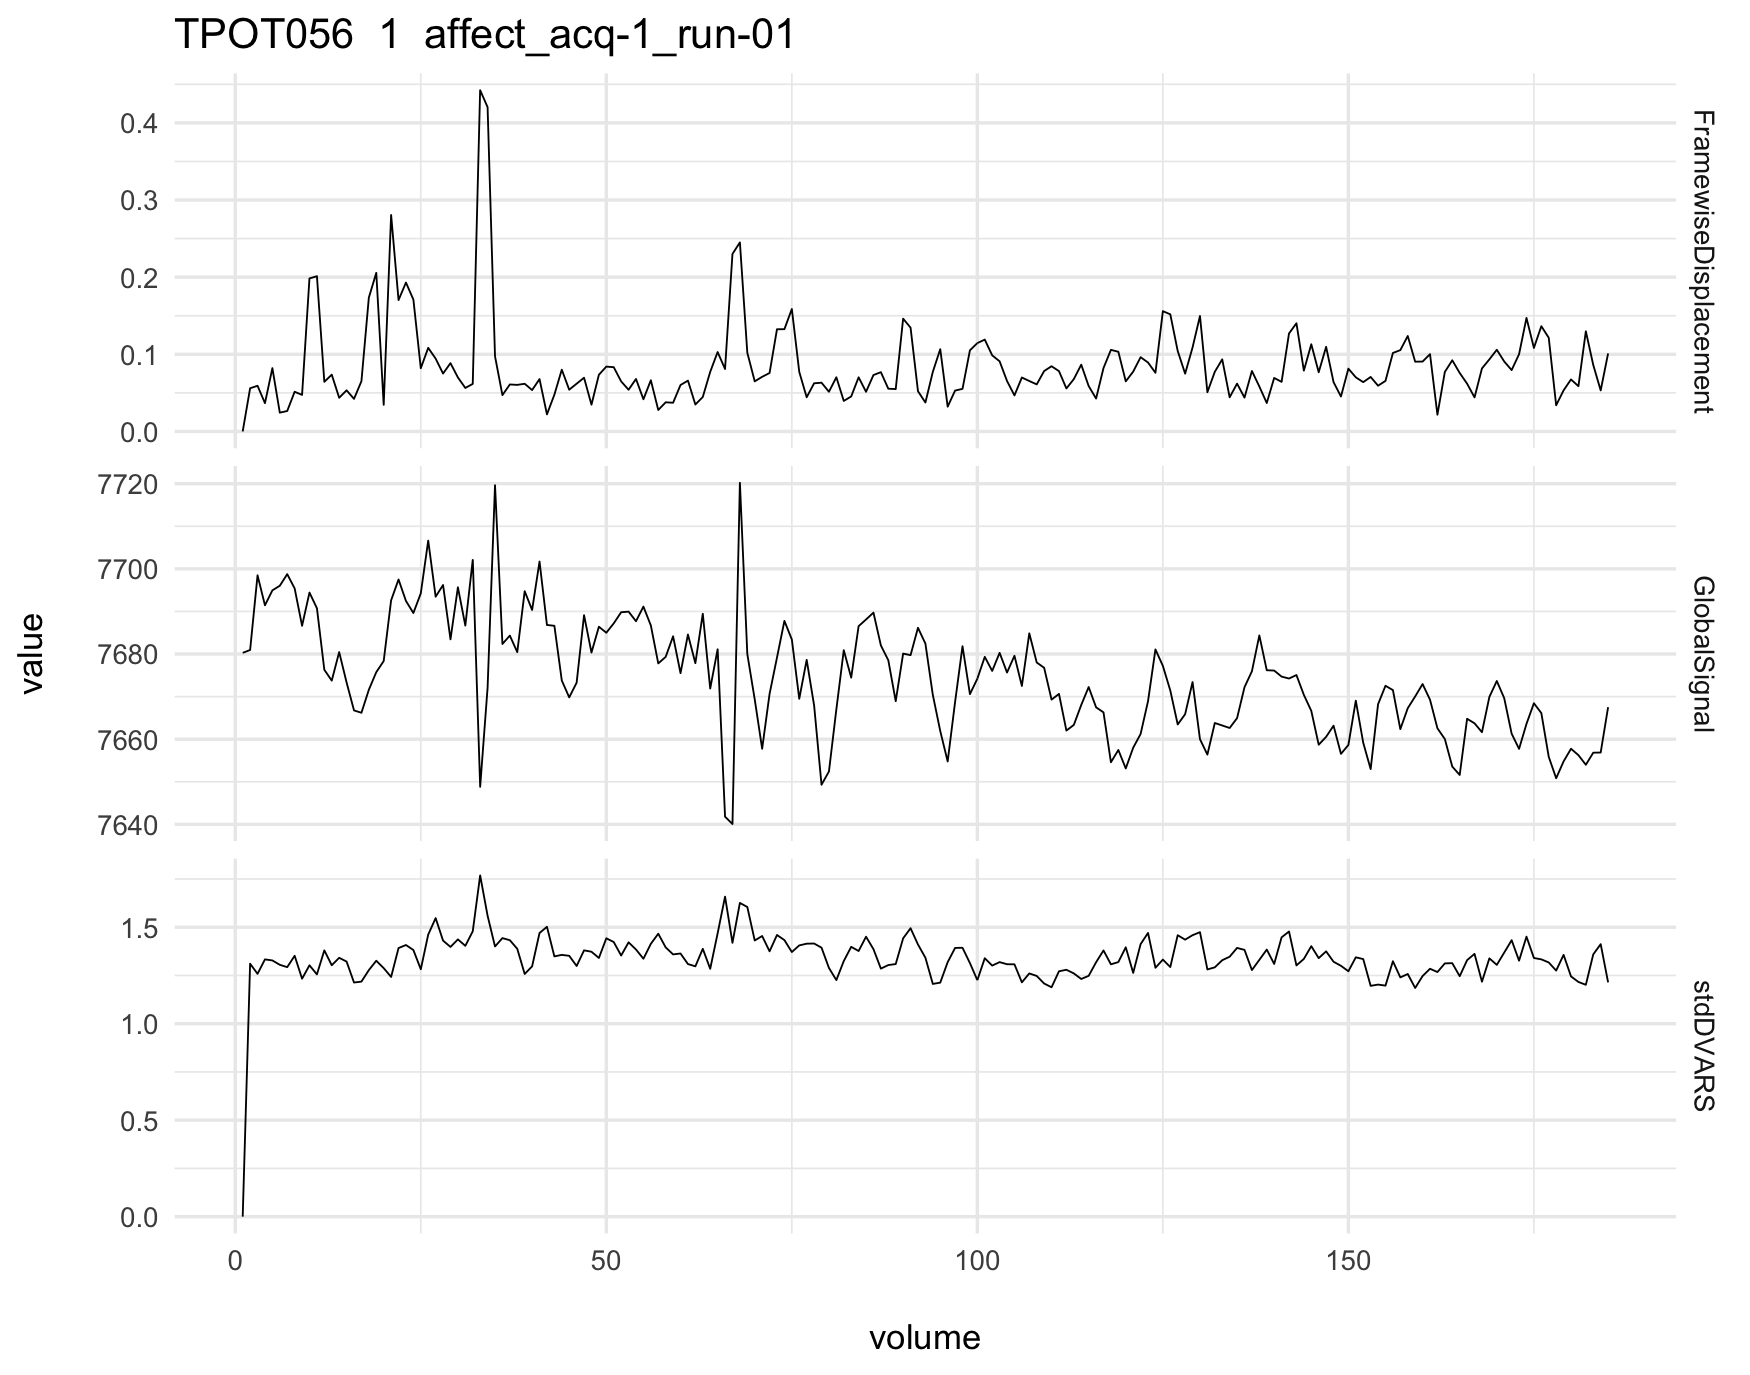 TPOT056  1  affect_acq-1_run-01
0.4
0.3
0.2
0.1
0.0
FramewiseDisplacement
7720
7700
7680
7660
7640
GlobalSignal
value
1.5
1.0
0.5
0.0
stdDVARS
0 50 100 150
volume